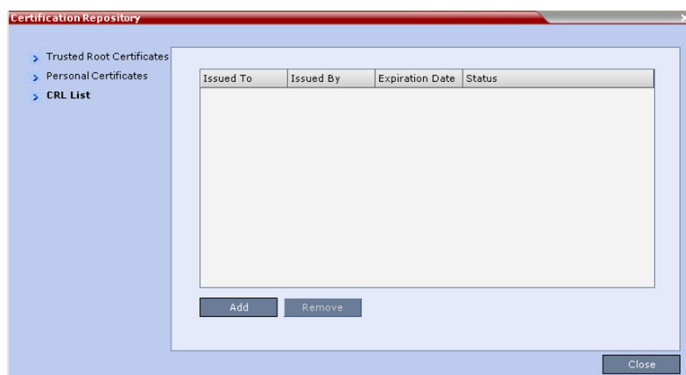 Certification Repository
Trusted Root Certificates
Personal Certificates
CRL List
Issued To Issued By Expiration Date Status
Add Remove
Close